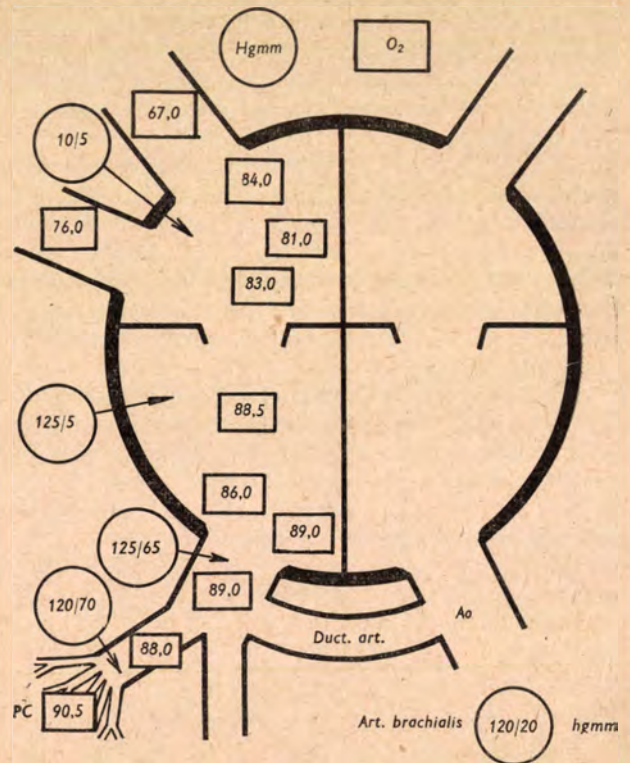 Hgmm
O₂
67,0
10/5
84,0
76,0
81,0
83,0
125/5
88,5
86,0
125/65
89,0
89,0
120/70
Ao
Duct. art.
88,0
PC
90,5
Art. brachialis
120/20
hgmm